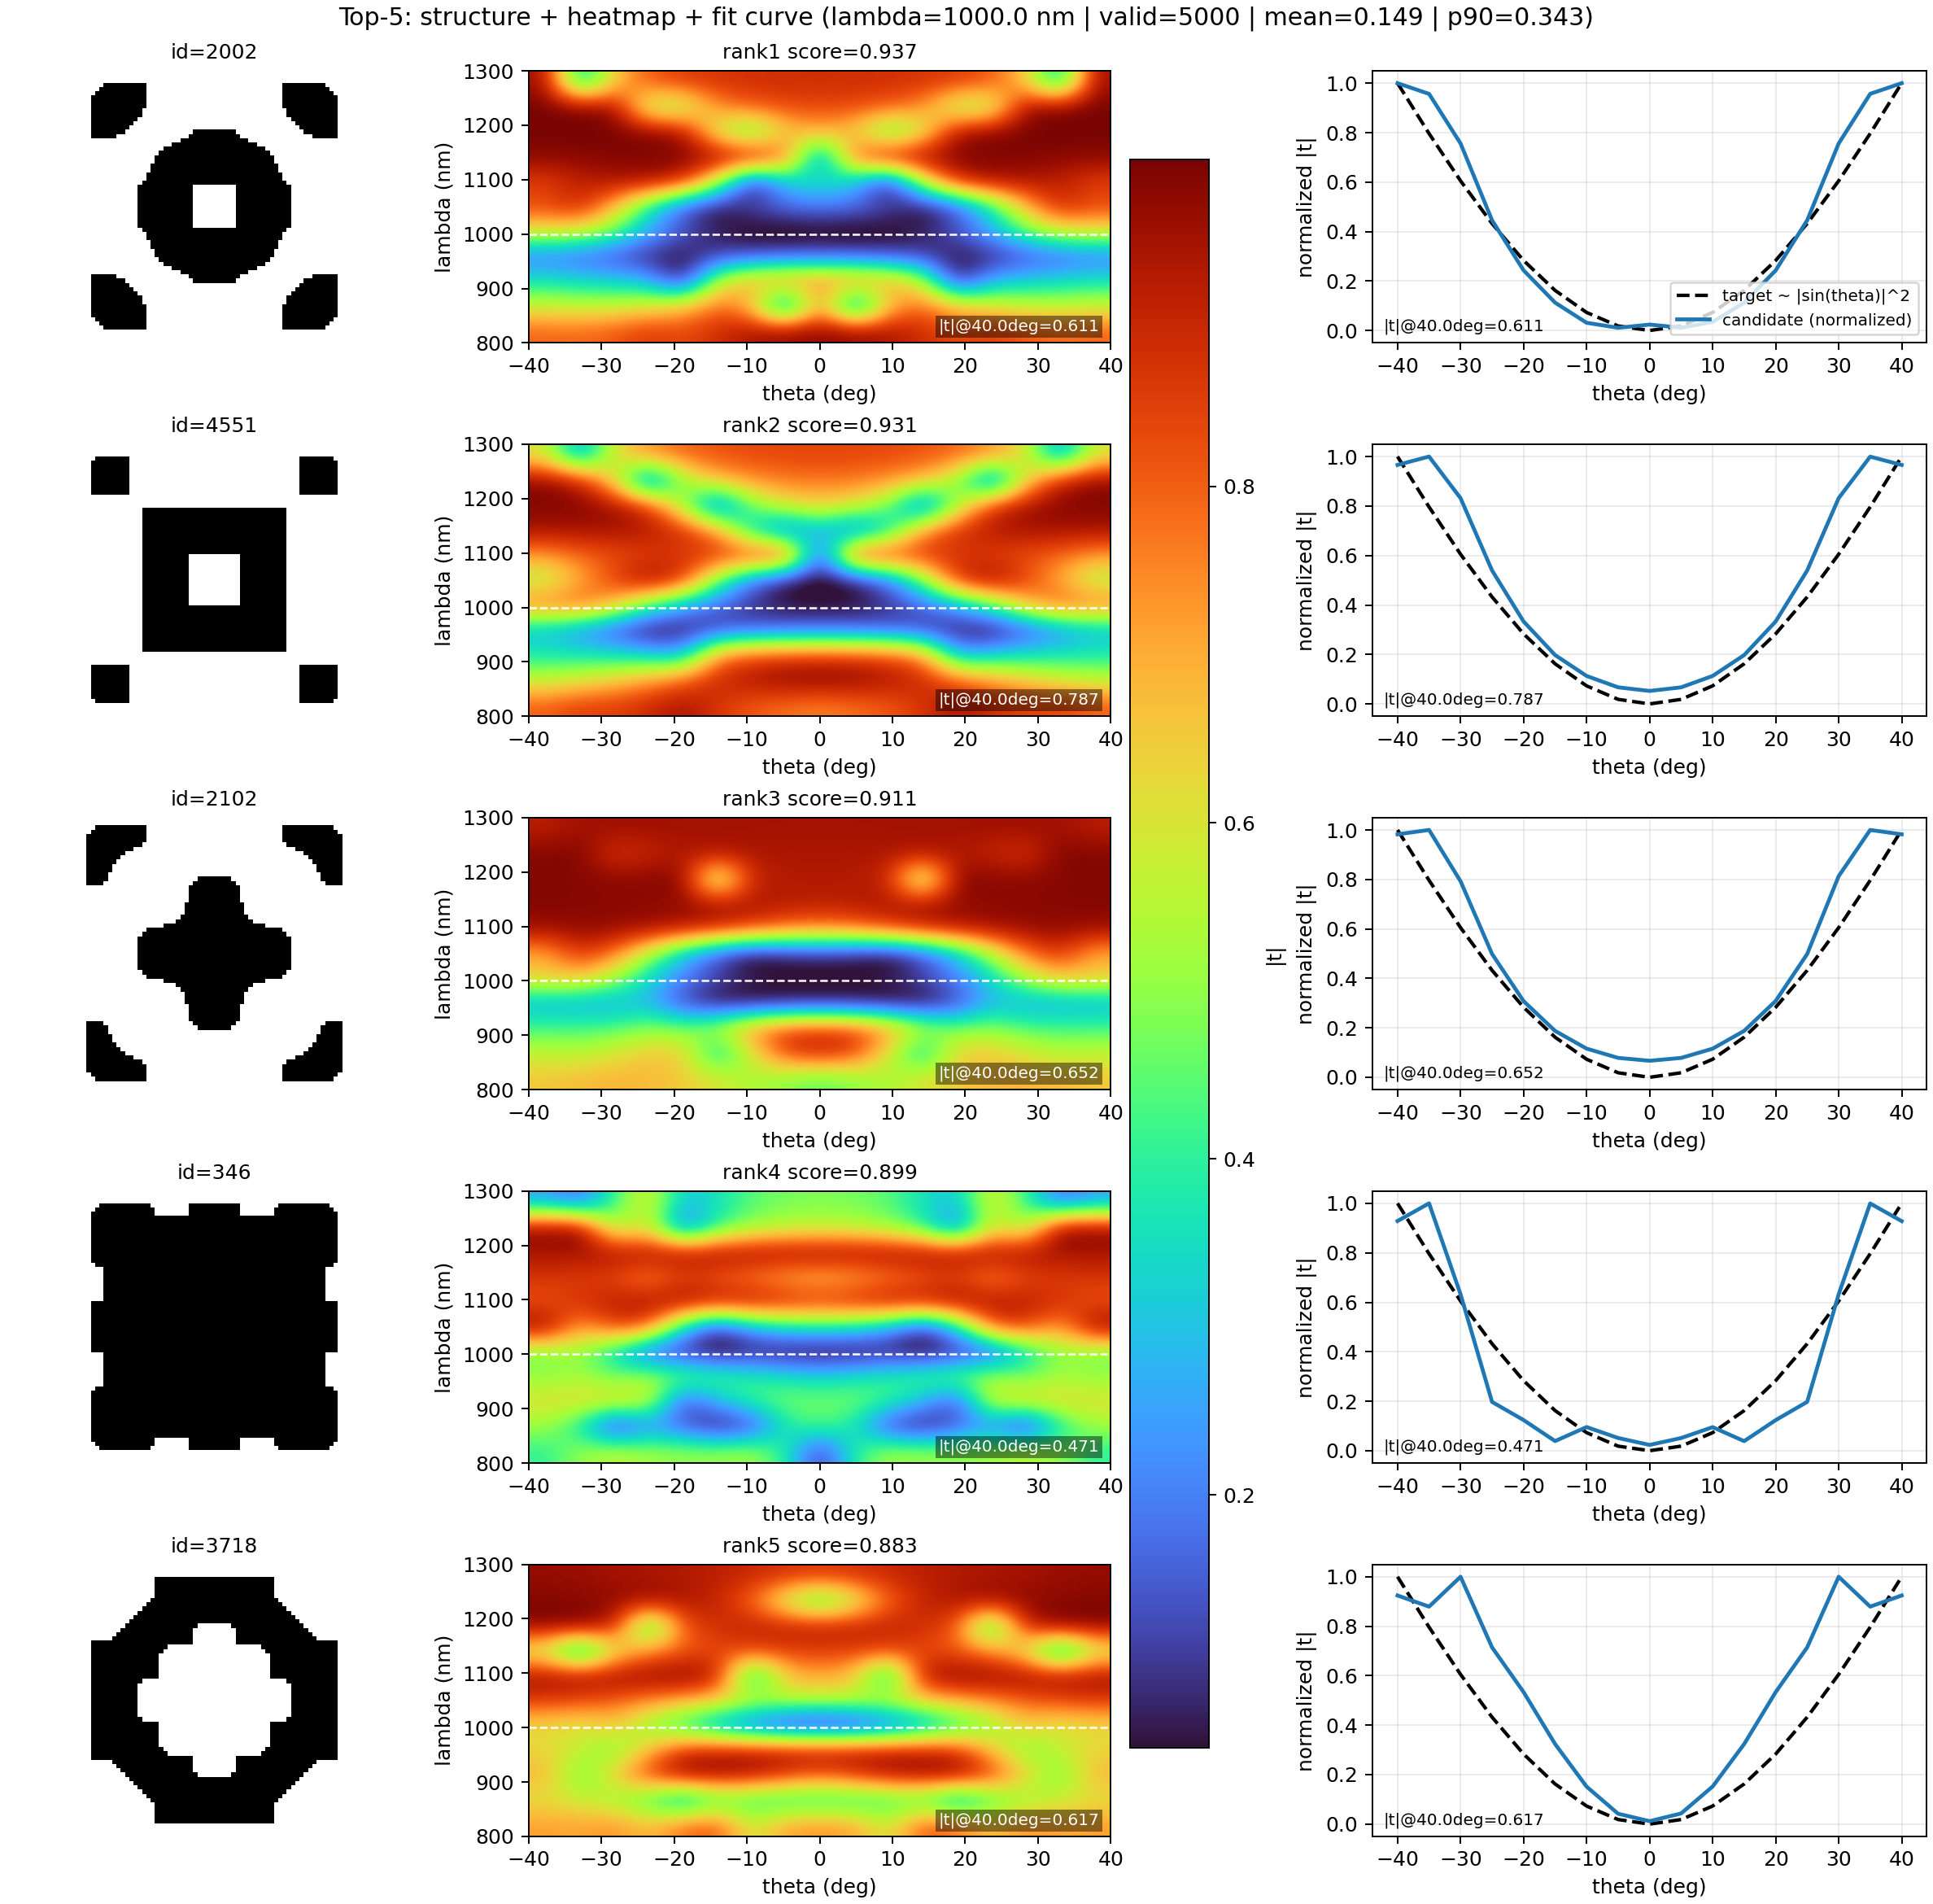 Top-5: structure + heatmap + fit curve (lambda=1000.0 nm | valid=5000 | mean=0.149 | p90=0.343)
id=2002
rank1 score=0.937
1300
1200
1100
1000
900
800
lambda (nm)
|t|@40.0deg=0.611
−40 −30 −20 −10 0 10 20 30 40
theta (deg)
1.0
0.8
0.6
0.4
0.2
0.0
normalized |t|
target ~ |sin(theta)|^2
candidate (normalized)
|t|@40.0deg=0.611
−40 −30 −20 −10 0 10 20 30 40
theta (deg)
id=4551
rank2 score=0.931
1300
1200
1100
1000
900
800
lambda (nm)
|t|@40.0deg=0.787
−40 −30 −20 −10 0 10 20 30 40
theta (deg)
1.0
0.8
0.6
0.4
0.2
0.0
normalized |t|
|t|@40.0deg=0.787
−40 −30 −20 −10 0 10 20 30 40
theta (deg)
id=2102
rank3 score=0.911
1300
1200
1100
1000
900
800
lambda (nm)
|t|@40.0deg=0.652
−40 −30 −20 −10 0 10 20 30 40
theta (deg)
0.8
0.6
0.4
0.2
|t|
1.0
0.8
0.6
0.4
0.2
0.0
normalized |t|
|t|@40.0deg=0.652
−40 −30 −20 −10 0 10 20 30 40
theta (deg)
id=346
rank4 score=0.899
1300
1200
1100
1000
900
800
lambda (nm)
|t|@40.0deg=0.471
−40 −30 −20 −10 0 10 20 30 40
theta (deg)
1.0
0.8
0.6
0.4
0.2
0.0
normalized |t|
|t|@40.0deg=0.471
−40 −30 −20 −10 0 10 20 30 40
theta (deg)
id=3718
rank5 score=0.883
1300
1200
1100
1000
900
800
lambda (nm)
|t|@40.0deg=0.617
−40 −30 −20 −10 0 10 20 30 40
theta (deg)
1.0
0.8
0.6
0.4
0.2
0.0
normalized |t|
|t|@40.0deg=0.617
−40 −30 −20 −10 0 10 20 30 40
theta (deg)